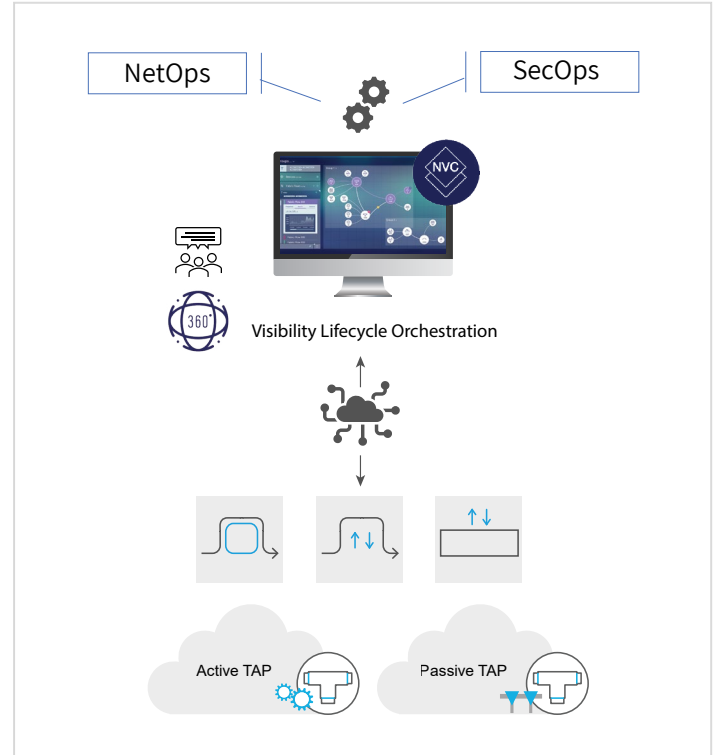 NetOps
SecOps
NVC
360°
Visibility Lifecycle Orchestration
Active TAP
Passive TAP